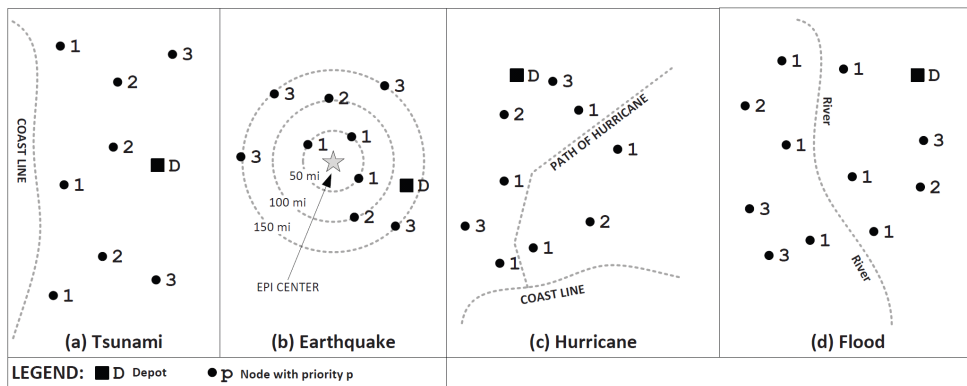 1
3
2
COAST LINE
2
D
1
2
3
1
(a) Tsunami
3
3
2
1
1
3
50 mi
1
D
100 mi
2
150 mi
3
EPI CENTER
(b) Earthquake
D
3
2
1
PATH OF HURRICANE
1
1
3
2
1
1
COAST LINE
(c) Hurricane
1
1
D
2
River
1
3
1
2
3
1
1
3
River
(d) Flood
LEGEND: D Depot p Node with priority p